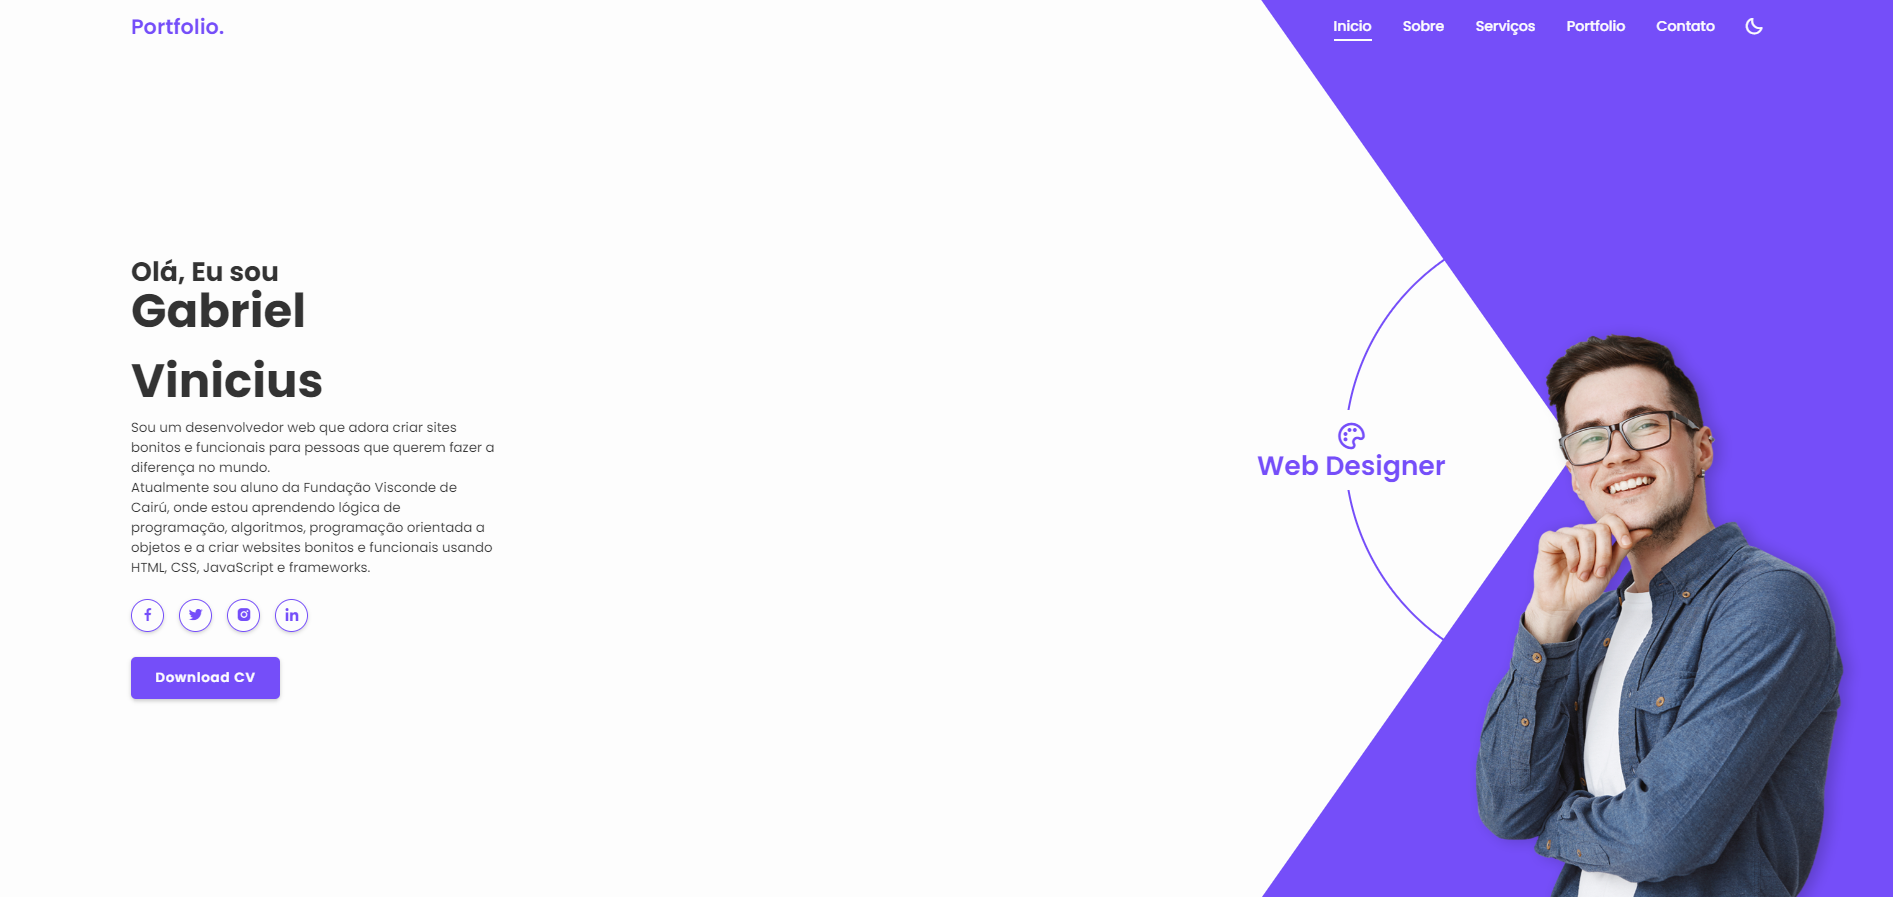 Portfolio.
Inicio Sobre Serviços Portfolio Contato
Olá, Eu sou
Gabriel
Vinicius
Sou um desenvolvedor web que adora criar sites
bonitos e funcionais para pessoas que querem fazer a
diferença no mundo.
Atualmente sou aluno da Fundação Visconde de
Cairú, onde estou aprendendo lógica de
programação, algoritmos, programação orientada a
objetos e a criar websites bonitos e funcionais usando
HTML, CSS, JavaScript e frameworks.
Download CV
Web Designer